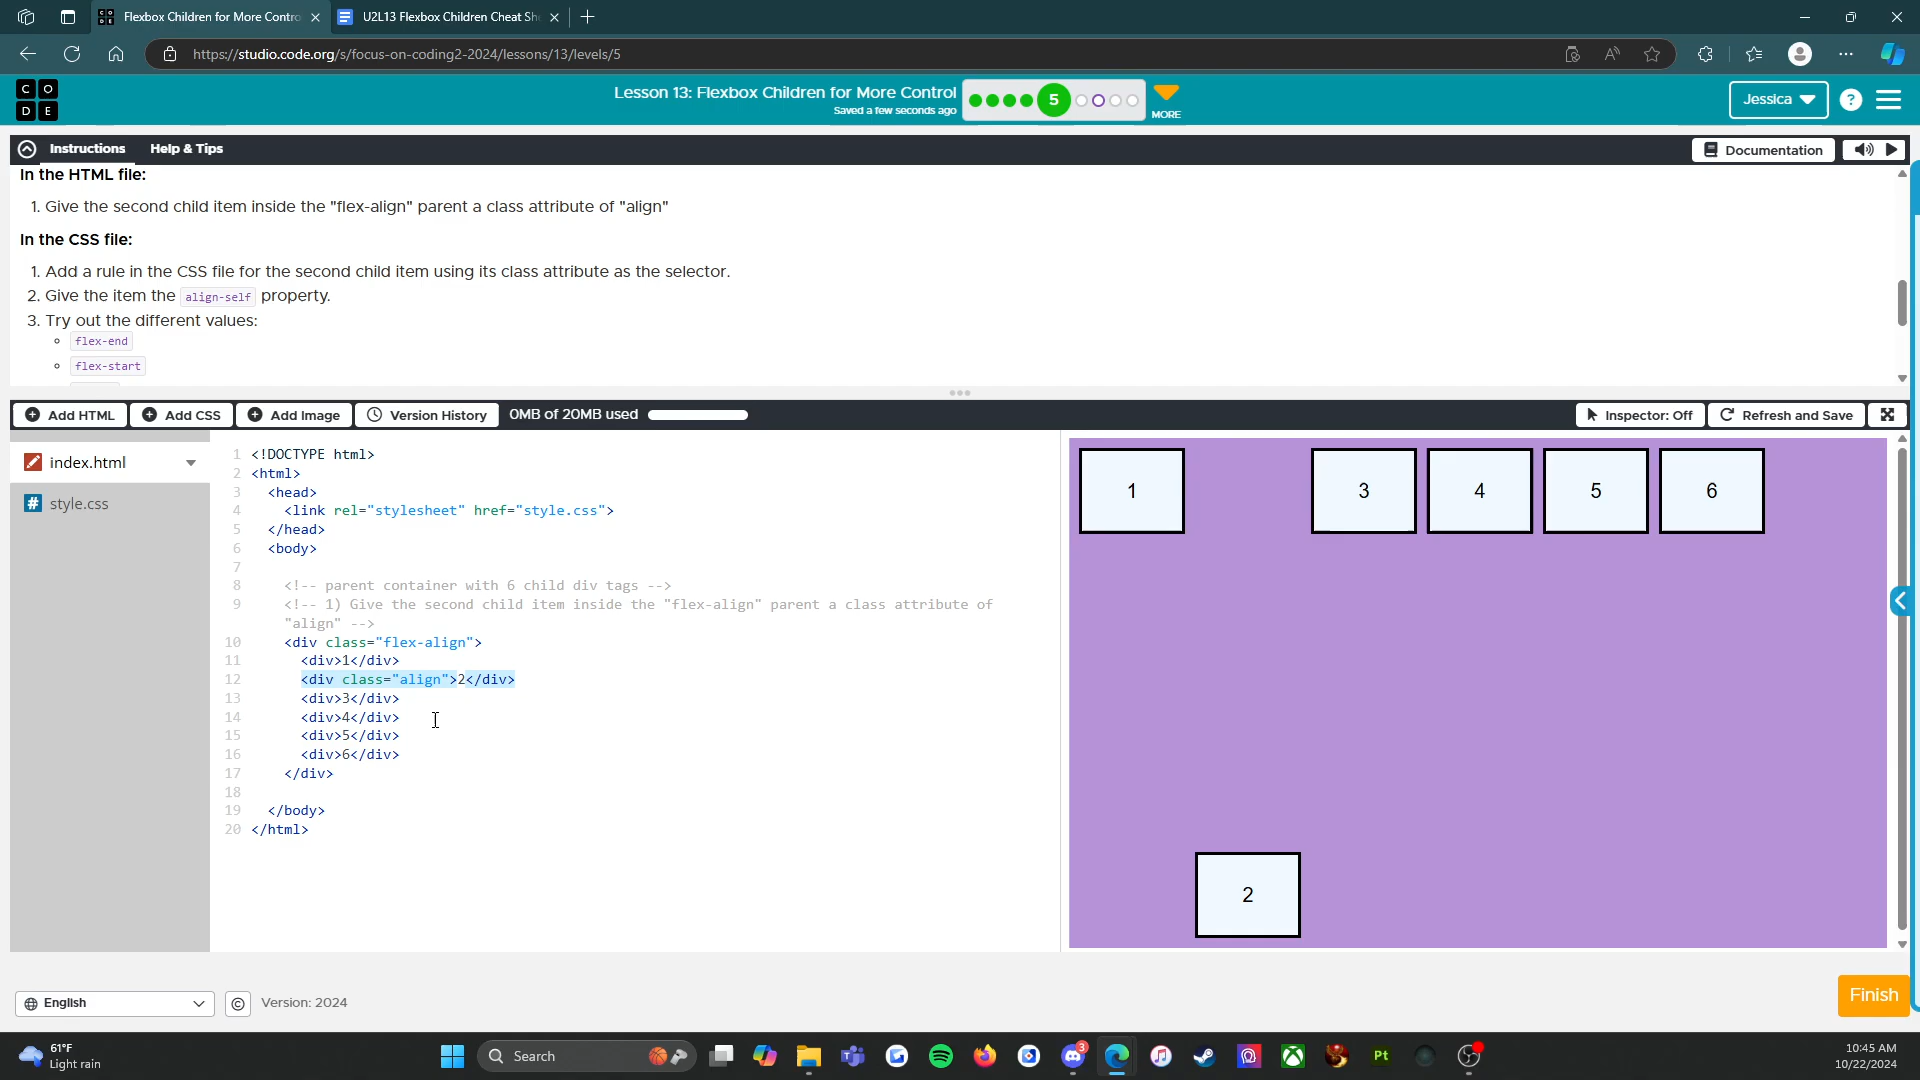 Flexbox Children for More Contro
U2L13 Flexbox Children Cheat Sh
https://studio.code.org/s/focus-on-coding2-2024/lessons/13/levels/5
C O
D E
Lesson 13: Flexbox Children for More Control
Saved a few seconds ago
5
MORE
Jessica
?
Instructions
Help & Tips
Documentation
In the HTML file:
1. Give the second child item inside the "flex-align" parent a class attribute of "align"
In the CSS file:
1. Add a rule in the CSS file for the second child item using its class attribute as the selector.
2. Give the item the align-self property.
3. Try out the different values:
flex-end
flex-start
Add HTML
Add CSS
Add Image
Version History
0MB of 20MB used
Inspector: Off
Refresh and Save
index.html
# style.css
1 <!DOCTYPE html>
2 <html>
3 <head>
4 <link rel="stylesheet" href="style.css">
5 </head>
6 <body>
7
8 <!-- parent container with 6 child div tags -->
9 <!-- 1) Give the second child item inside the "flex-align" parent a class attribute of
"align" -->
10 <div class="flex-align">
11 <div>1</div>
12 <div class="align">2</div>
13 <div>3</div>
14 <div>4</div>
15 <div>5</div>
16 <div>6</div>
17 </div>
18
19 </body>
20 </html>
1
3
4
5
6
2
English
©
Version: 2024
Finish
61°F
Light rain
Search
3
Pt
10:45 AM
10/22/2024